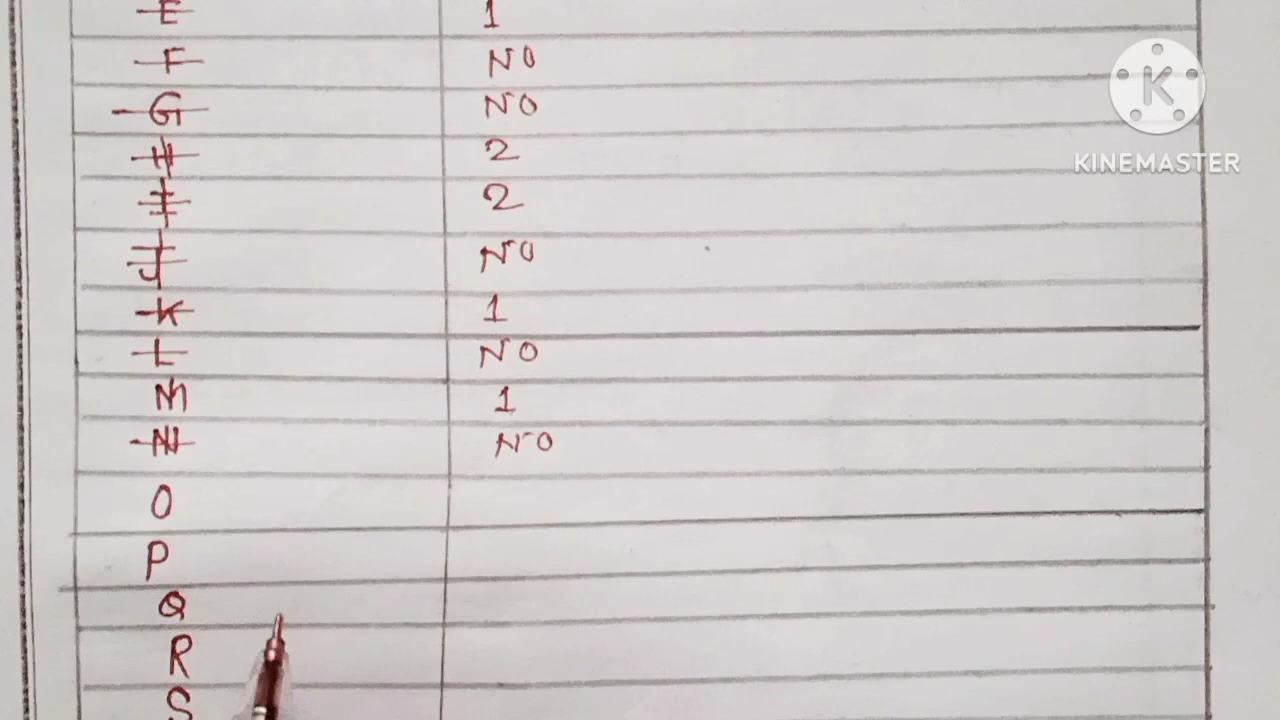 E 1
F NO
G NO
H 2
I 2
J NO
K 1
L NO
M 1
N NO
O
P
Q
R
S
K
KINEMASTER